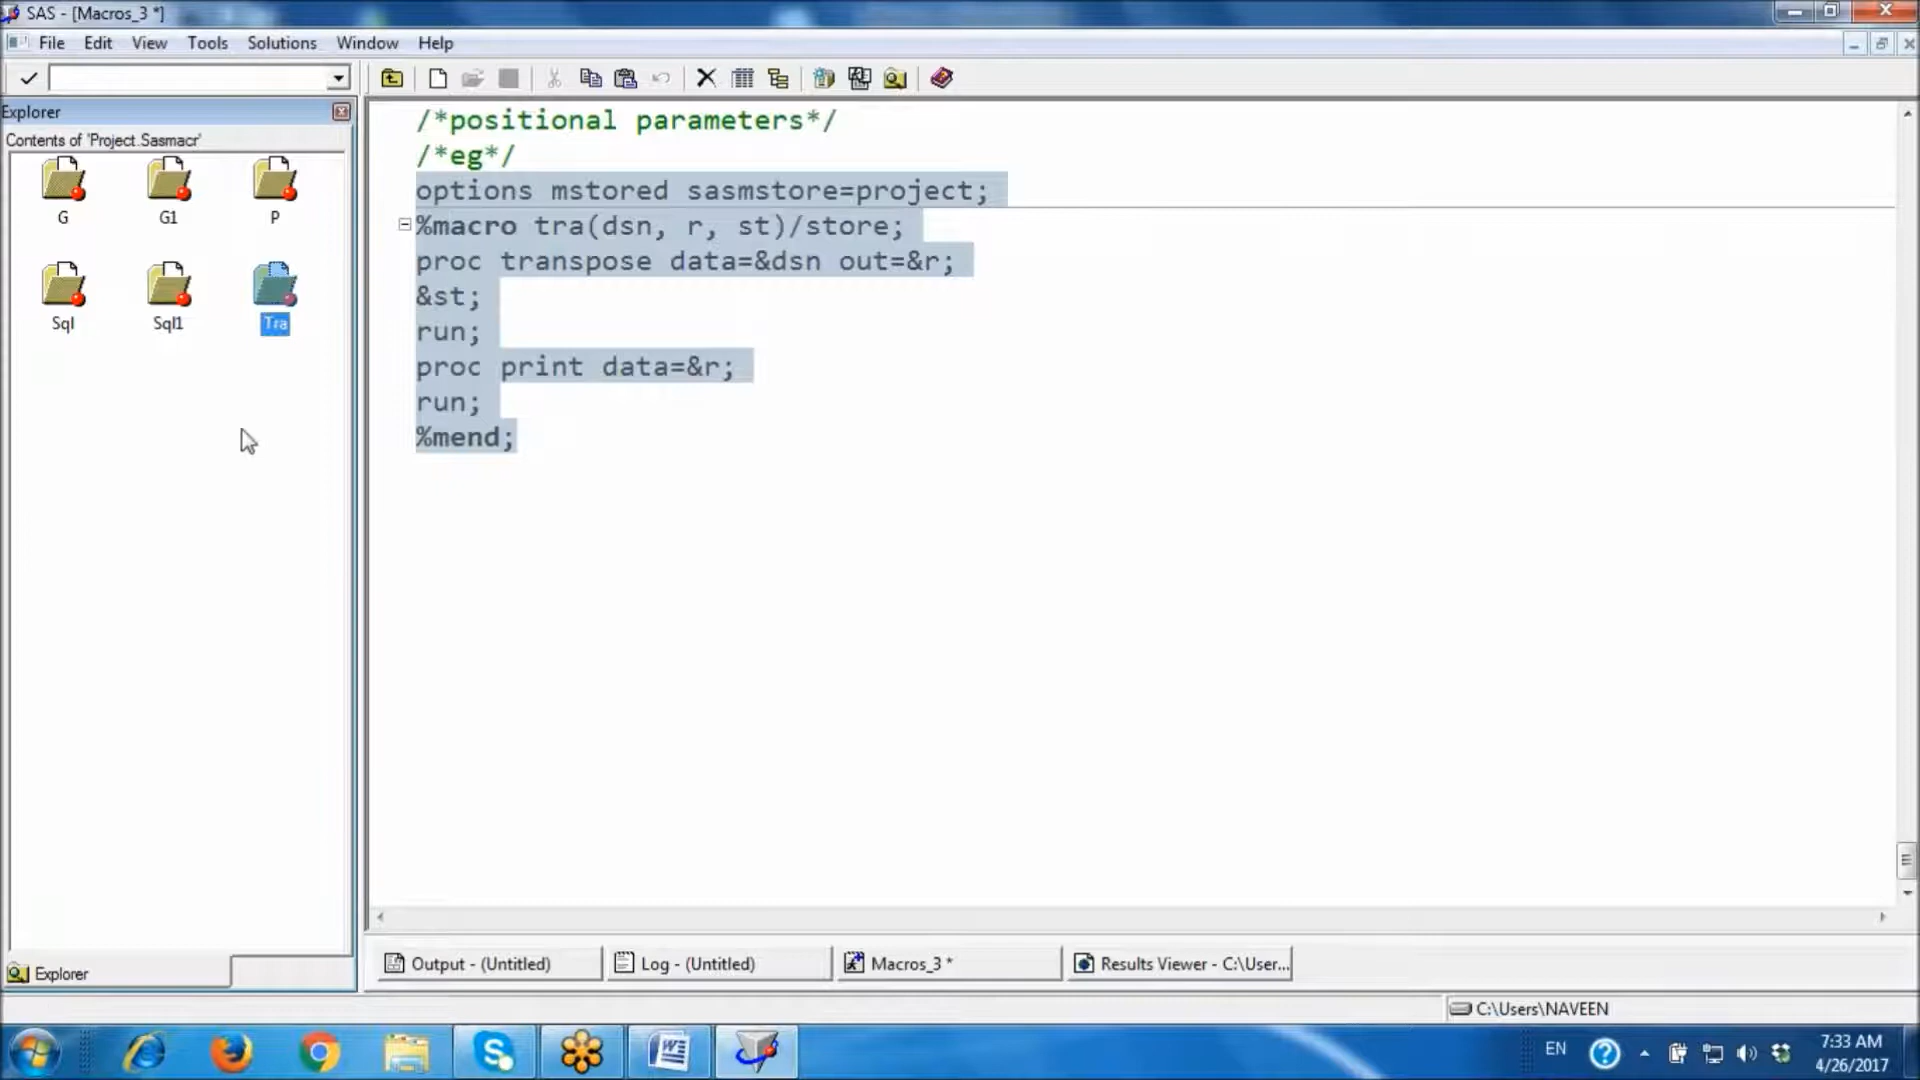 SAS - [Macros_3 *]
File Edit View Tools Solutions Window Help
Explorer
Contents of 'Project.Sasmacr'
G G1 P
Sql Sql1 Tra
/*positional parameters*/
/*eg*/
options mstored sasmstore=project;
%macro tra(dsn, r, st)/store;
proc transpose data=&dsn out=&r;
&st;
run;
proc print data=&r;
run;
%mend;
Explorer
Output - (Untitled) Log - (Untitled) Macros_3 * Results Viewer - C:\User...
C:\Users\NAVEEN
EN
7:33 AM
4/26/2017